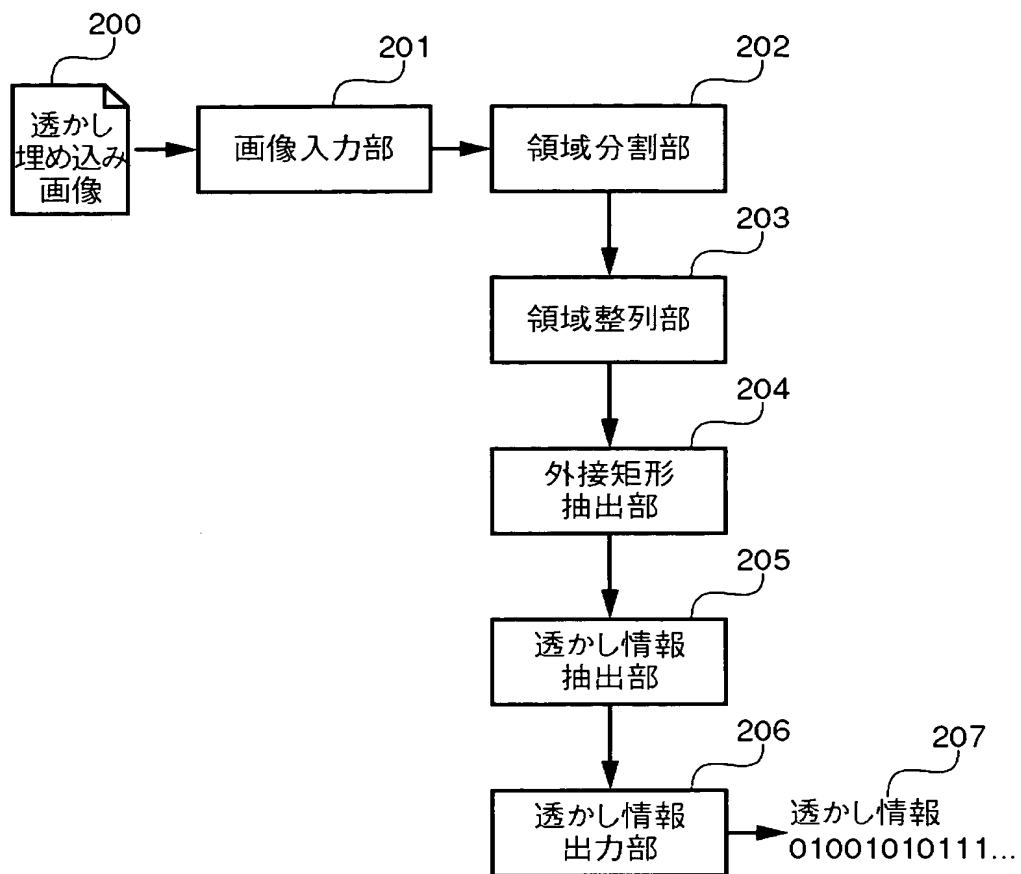 200
透かし
埋め込み
画像
201
画像入力部
202
領域分割部
203
領域整列部
204
外接矩形
抽出部
205
透かし情報
抽出部
206
透かし情報
出力部
207
透かし情報
01001010111...